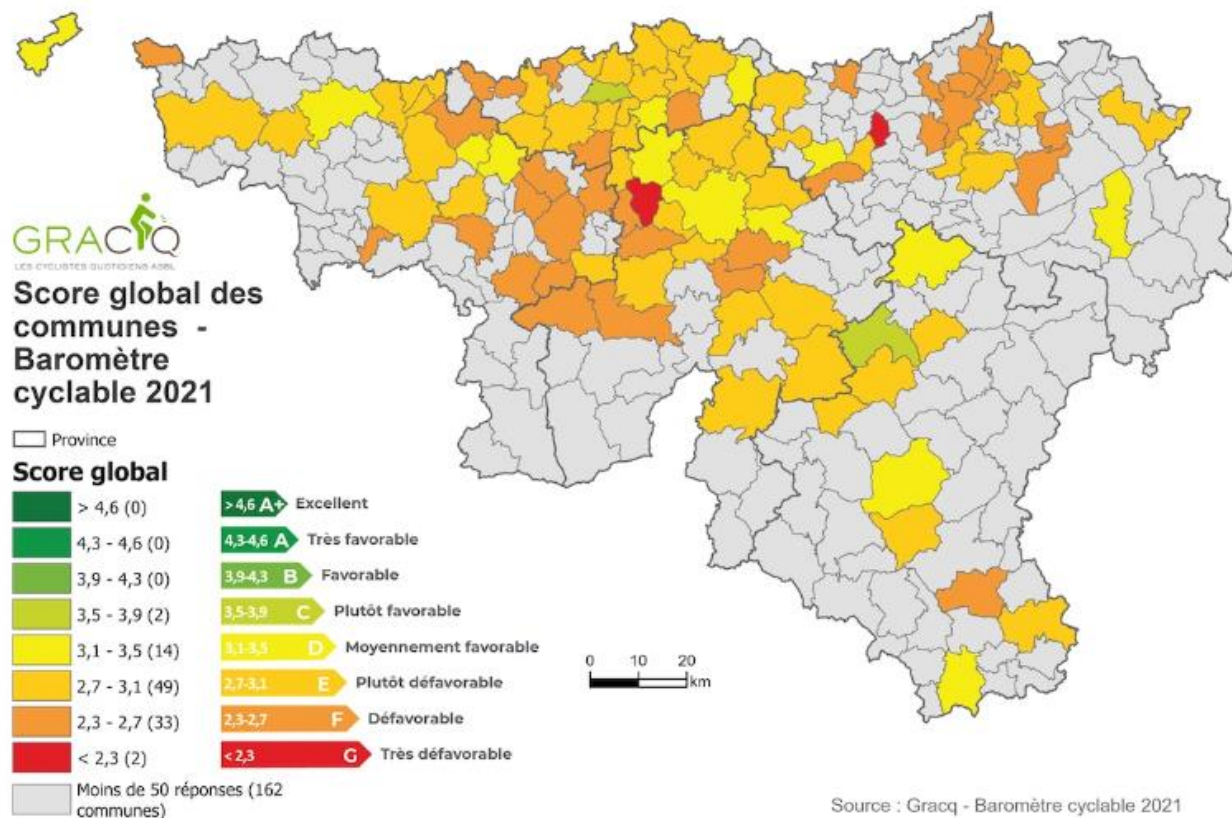 GRACQ
LES CYCLISTES QUOTIDIENS ASBL
Score global des
communes -
Baromètre
cyclable 2021
Province
Score global
> 4,6 (0)
4,3 - 4,6 (0)
3,9 - 4,3 (0)
3,5 - 3,9 (2)
3,1 - 3,5 (14)
2,7 - 3,1 (49)
2,3 - 2,7 (33)
< 2,3 (2)
Moins de 50 réponses (162
communes)
> 4,6 A+ Excellent
4,3-4,6 A Très favorable
3,9-4,3 B Favorable
3,5-3,9 C Plutôt favorable
3,1-3,5 D Moyennement favorable
2,7-3,1 E Plutôt défavorable
2,3-2,7 F Défavorable
< 2,3 G Très défavorable
0 10 20
km
Source : Gracq - Baromètre cyclable 2021